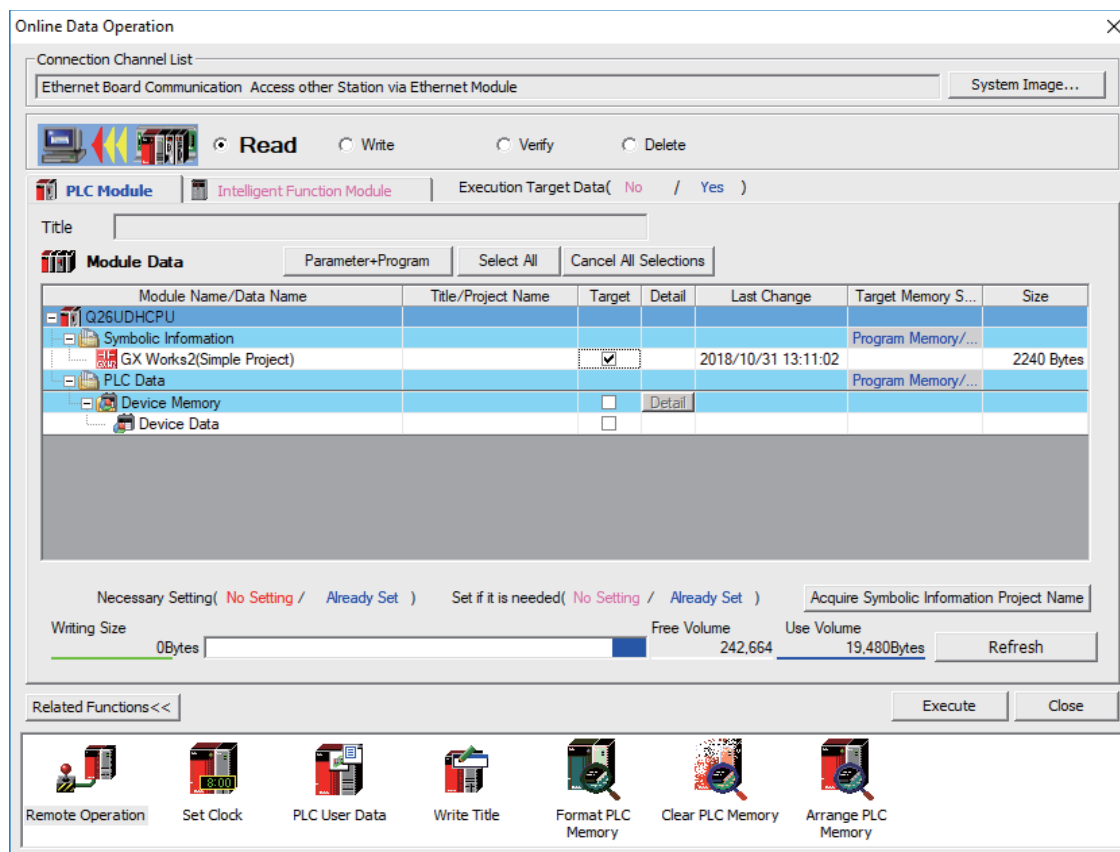 Online Data Operation
Connection Channel List
Ethernet Board Communication  Access other Station via Ethernet Module
System Image...
Read
Write
Verify
Delete
PLC Module
Intelligent Function Module
Execution Target Data( No / Yes )
Title
Module Data
Parameter+Program
Select All
Cancel All Selections
Module Name/Data Name Title/Project Name Target Detail Last Change Target Memory S... Size
Q26UDHCPU
Symbolic Information Program Memory/...
GX Works2(Simple Project) 2018/10/31 13:11:02 2240 Bytes
PLC Data Program Memory/...
Device Memory Detail
Device Data
Necessary Setting( No Setting / Already Set ) Set if it is needed( No Setting / Already Set )
Acquire Symbolic Information Project Name
Writing Size Free Volume Use Volume
0Bytes 242,664 19,480Bytes
Refresh
Related Functions<<
Execute
Close
8:00
Remote Operation
Set Clock
PLC User Data
Write Title
Format PLC
Memory
Clear PLC Memory
Arrange PLC
Memory